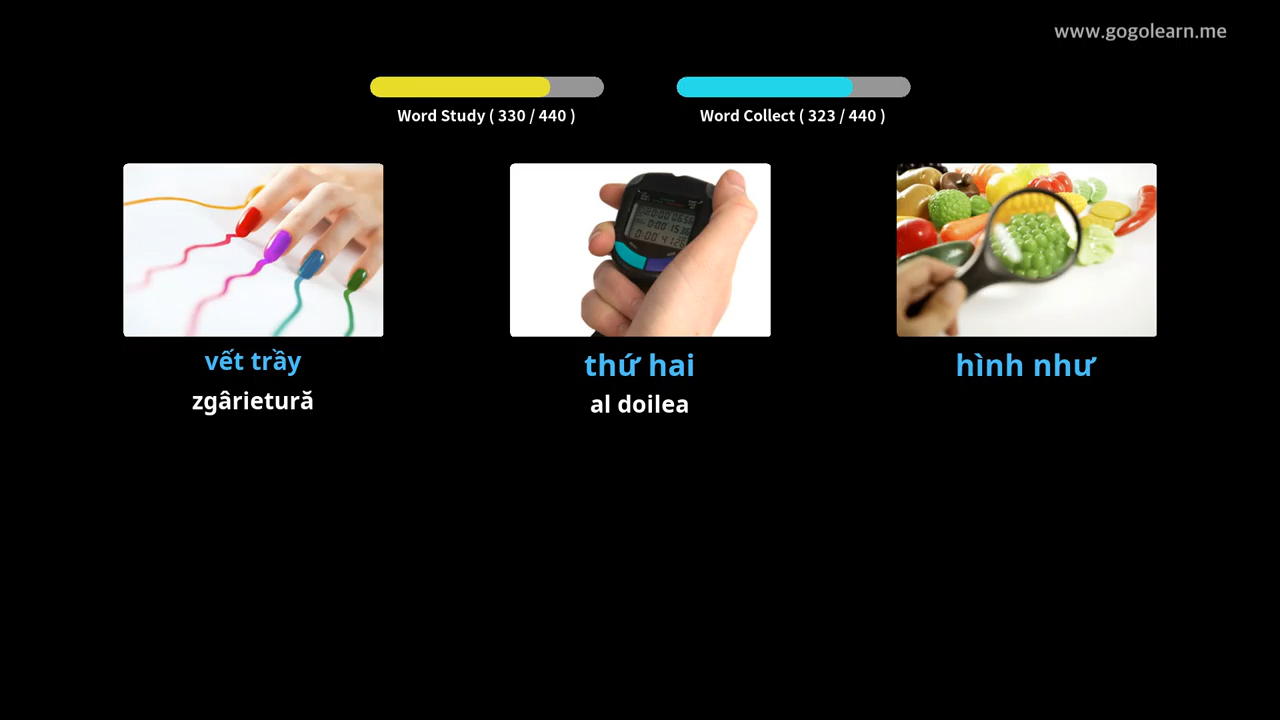 www.gogolearn.me
Word Study ( 330 / 440 )
Word Collect ( 323 / 440 )
vết trầy
thứ hai
hình như
zgârietură
al doilea